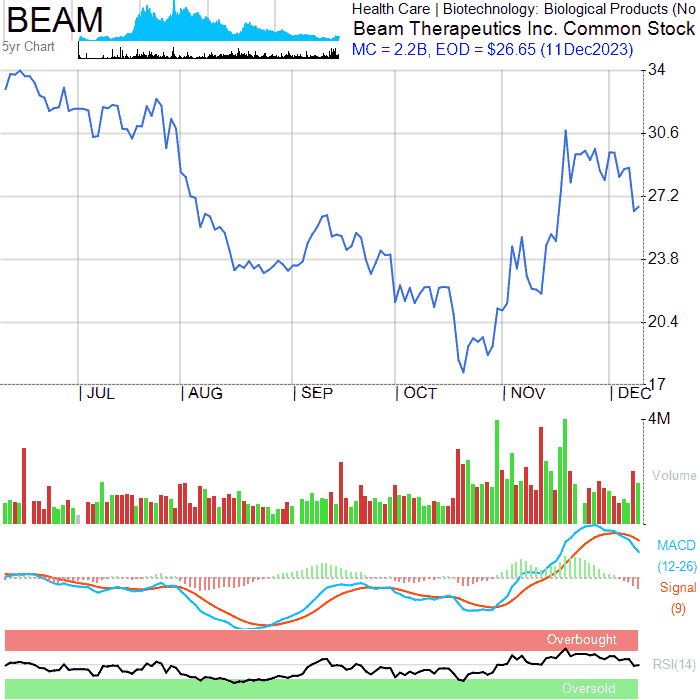 BEAM
5yr Chart
Health Care | Biotechnology: Biological Products (No
Beam Therapeutics Inc. Common Stock
MC = 2.2B, EOD = $26.65 (11Dec2023)
34
30.6
27.2
23.8
20.4
17
| JUL | AUG | SEP | OCT | NOV | DEC
4M
Volume
MACD
(12-26)
Signal
(9)
Overbought
RSI(14)
Oversold